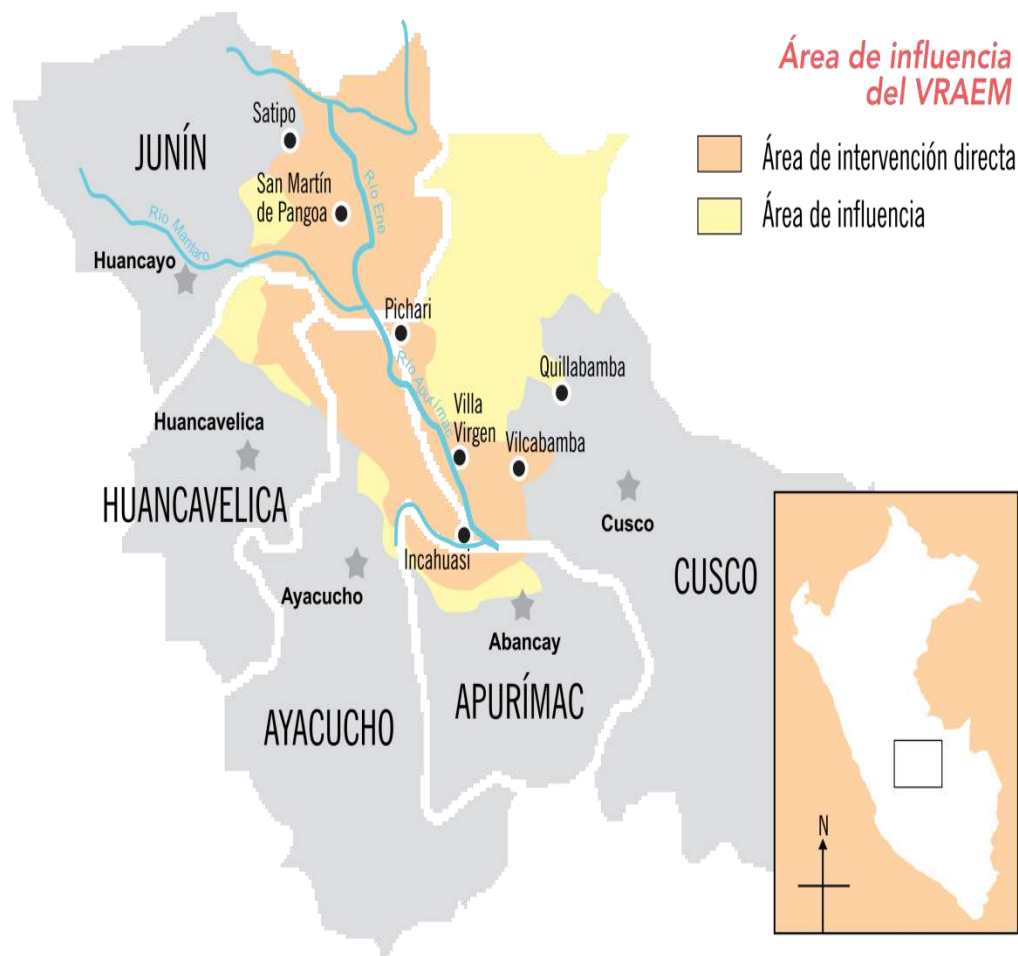 Área de influencia
del VRAEM
Área de intervención directa
Área de influencia
JUNÍN
Satipo
San Martín
de Pangoa
Río Ene
Río Mantaro
Huancayo
Pichari
Río Apurímac
Quillabamba
Villa
Virgen
Vilcabamba
Huancavelica
HUANCAVELICA
Cusco
CUSCO
Incahuasi
Ayacucho
AYACUCHO
Abancay
APURÍMAC
N